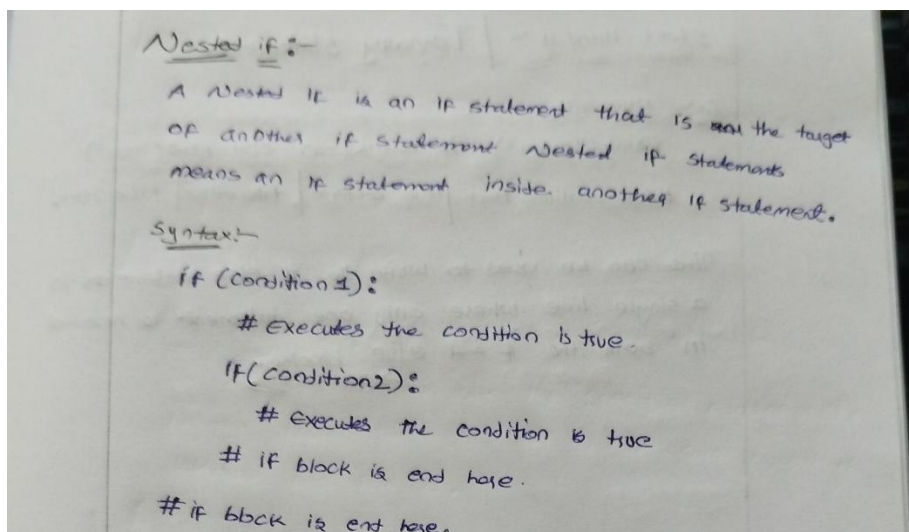 Nested if :-
A Nested if is an if statement that is the target
of another if statement Nested if statements
means an if statement inside another if statement.
Syntax:-
if (condition 1):
# Executes the condition is true.
if(condition2):
# Executes the condition is true
# if block is end here.
# if block is end here.